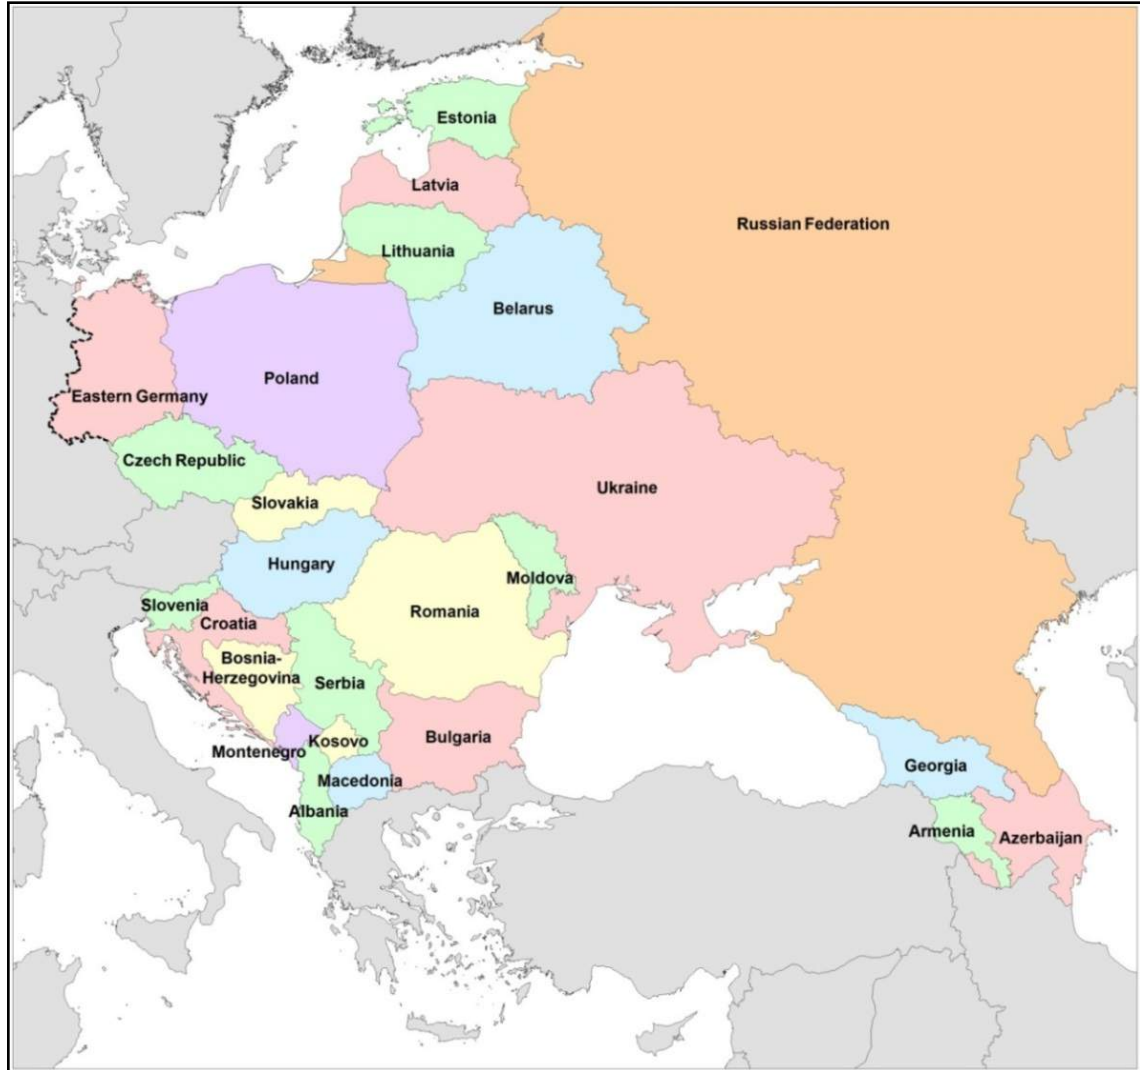 Estonia
Latvia
Russian Federation
Lithuania
Belarus
Poland
Eastern Germany
Czech Republic
Ukraine
Slovakia
Hungary
Moldova
Slovenia
Romania
Croatia
Bosnia-
Herzegovina
Serbia
Bulgaria
Kosovo
Montenegro
Georgia
Macedonia
Albania
Armenia
Azerbaijan